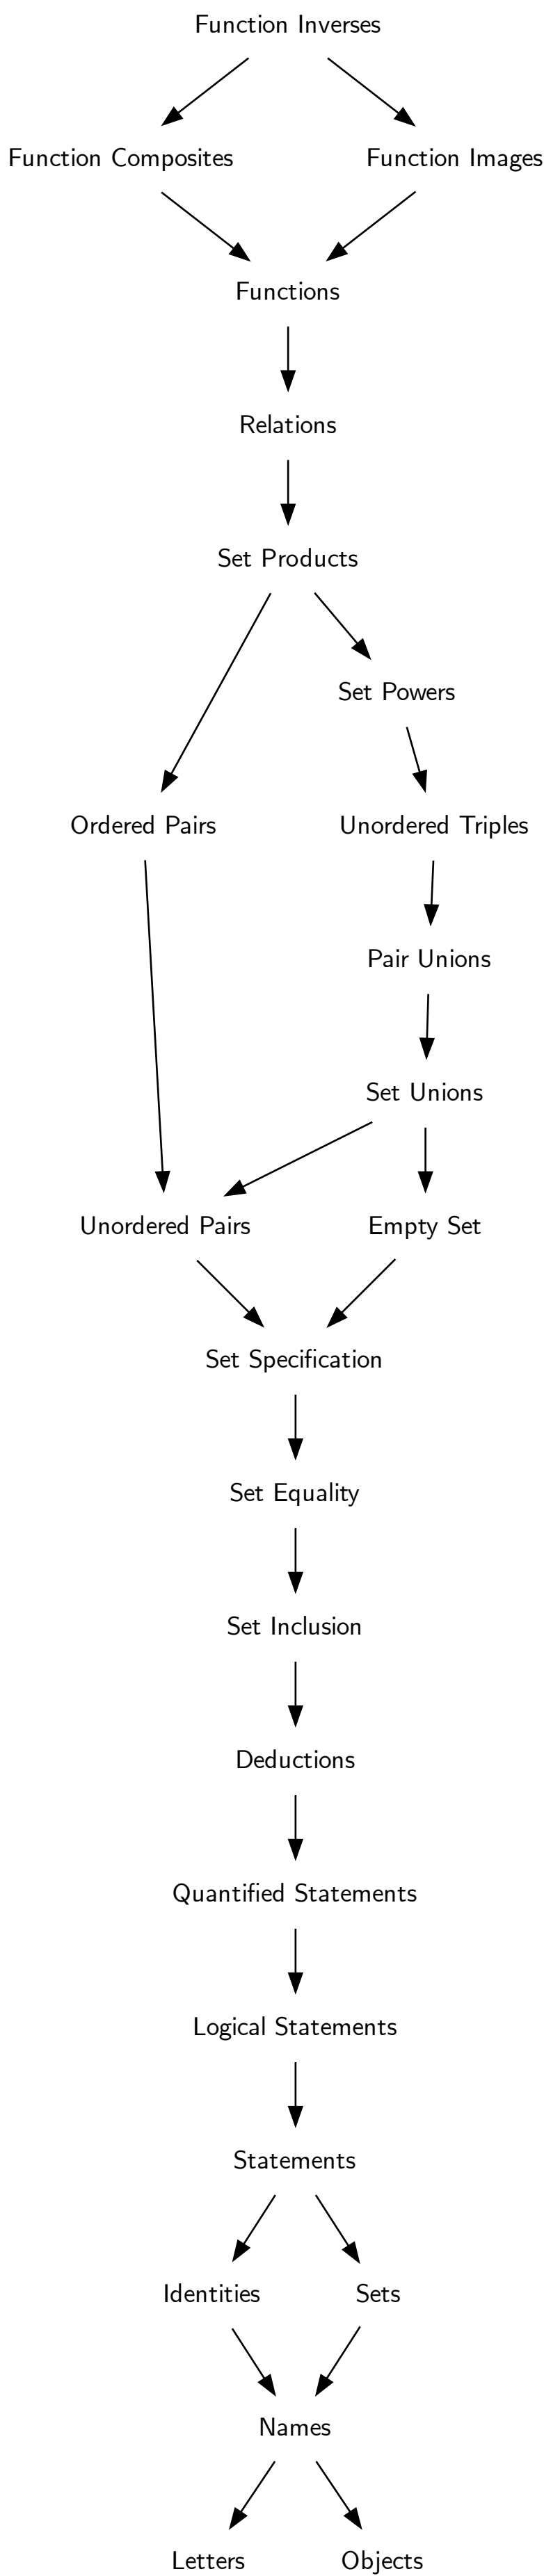 Function Inverses
Function Composites
Function Images
Functions
Relations
Set Products
Set Powers
Ordered Pairs
Unordered Triples
Pair Unions
Set Unions
Unordered Pairs
Empty Set
Set Specification
Set Equality
Set Inclusion
Deductions
Quantified Statements
Logical Statements
Statements
Identities
Sets
Names
Letters
Objects